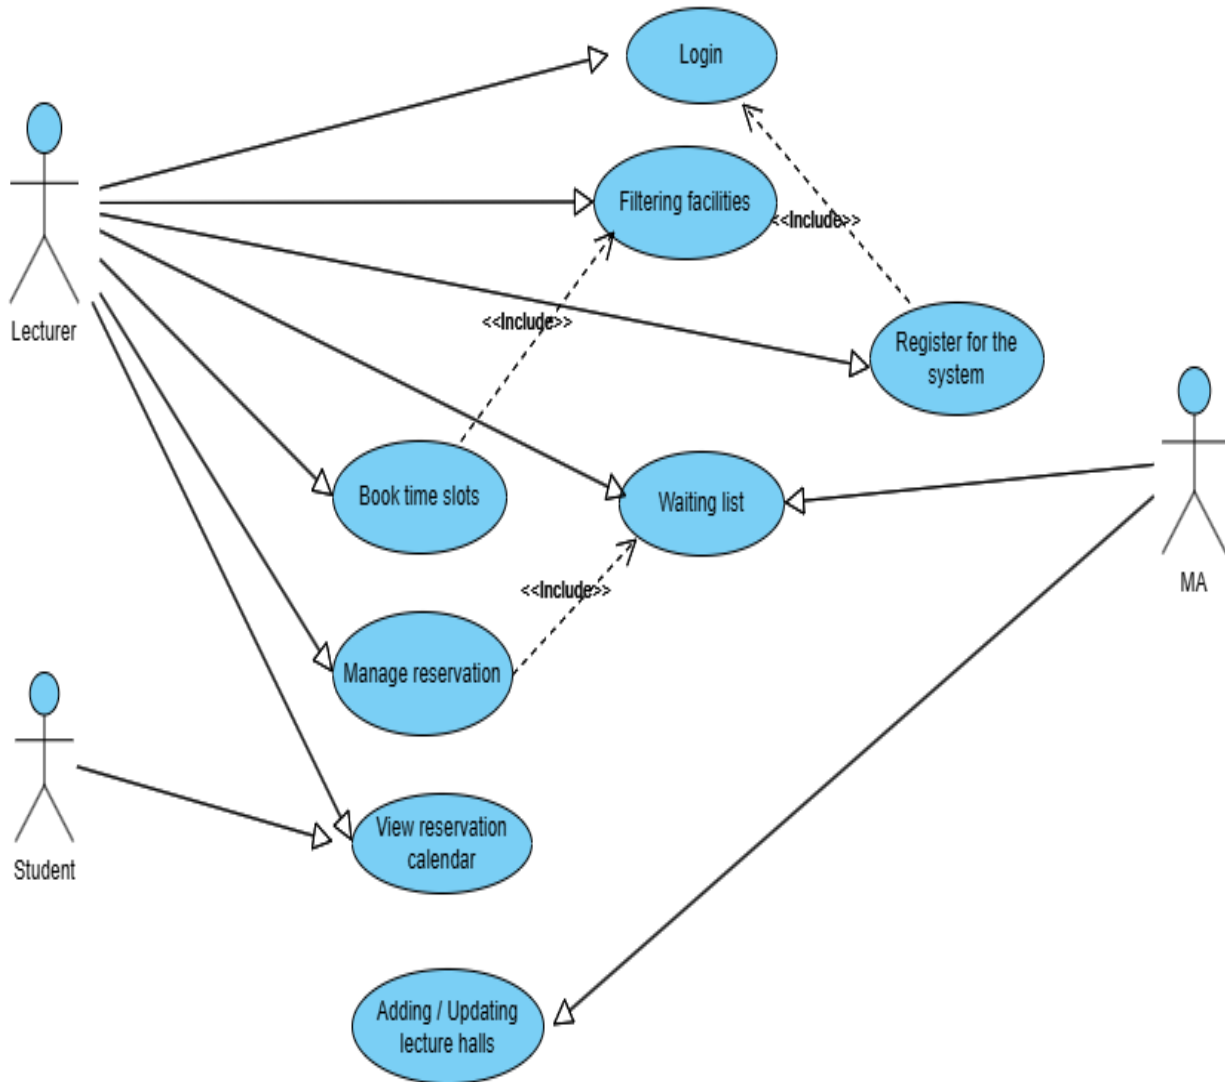 Login
Filtering facilities
<<Include>>
Lecturer
<<Include>>
Register for the
system
Book time slots
Waiting list
MA
<<Include>>
Manage reservation
View reservation
calendar
Student
Adding / Updating
lecture halls